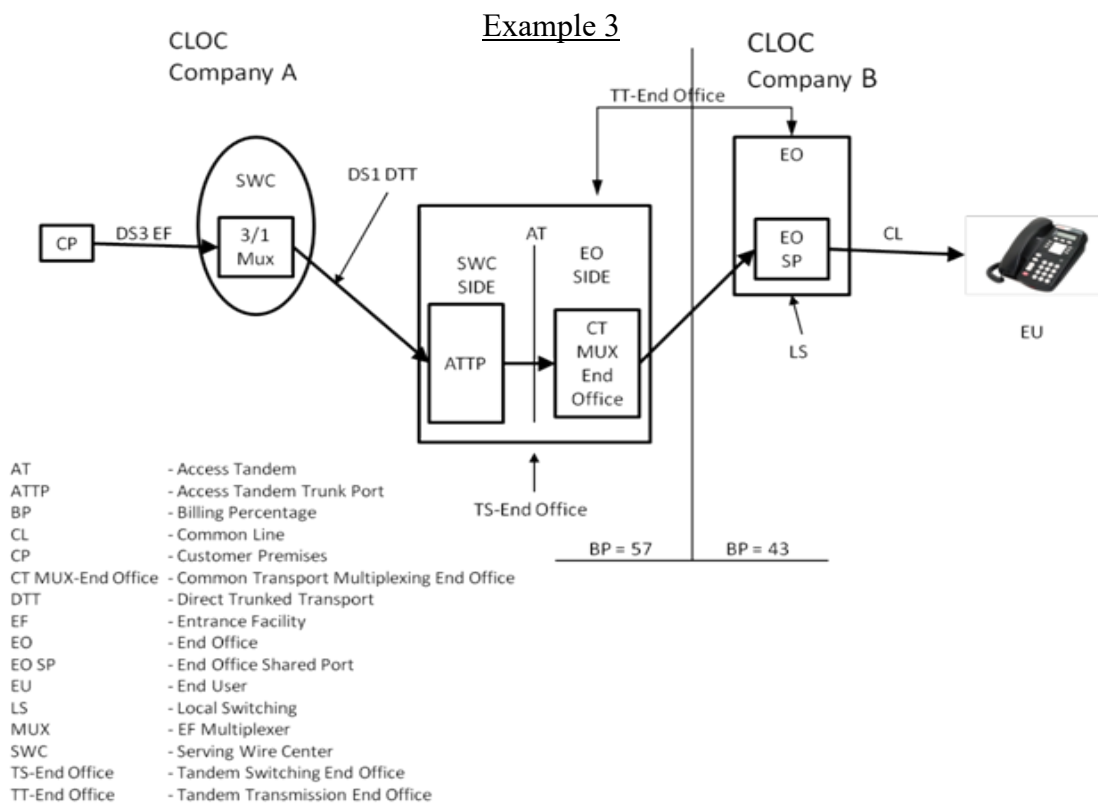 Example 3
CLOC
Company A
CLOC
Company B
TT-End Office
SWC
DS1 DTT
EO
CP
DS3 EF
3/1
Mux
AT
SWC
SIDE
EO
SIDE
EO
SP
CL
ATTP
CT
MUX
End
Office
LS
EU
TS-End Office
BP = 57
BP = 43
AT - Access Tandem
ATTP - Access Tandem Trunk Port
BP - Billing Percentage
CL - Common Line
CP - Customer Premises
CT MUX-End Office - Common Transport Multiplexing End Office
DTT - Direct Trunked Transport
EF - Entrance Facility
EO - End Office
EO SP - End Office Shared Port
EU - End User
LS - Local Switching
MUX - EF Multiplexer
SWC - Serving Wire Center
TS-End Office - Tandem Switching End Office
TT-End Office - Tandem Transmission End Office